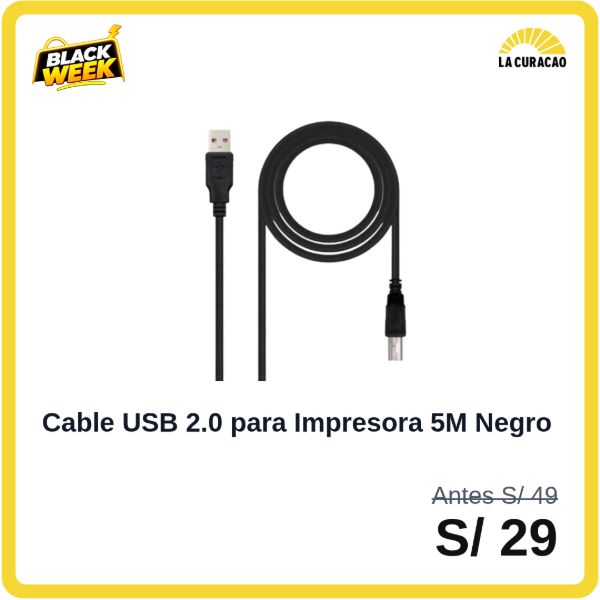 BLACK
WEEK
LA CURACAO
Cable USB 2.0 para Impresora 5M Negro
Antes S/ 49
S/ 29